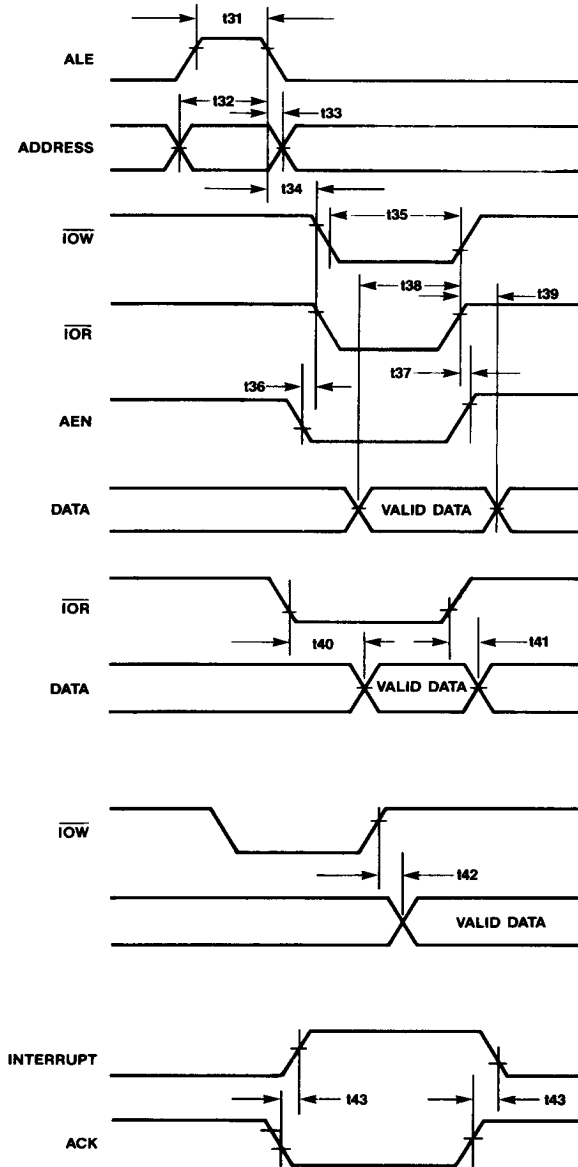 t31
ALE
t32
t33
ADDRESS
t34
t35
IOW
t38
t39
IOR
t36
t37
AEN
DATA
VALID DATA
IOR
t40
t41
DATA
VALID DATA
IOW
t42
VALID DATA
INTERRUPT
t43
t43
ACK